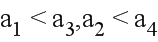 a₁ < a₃,a₂ < a₄